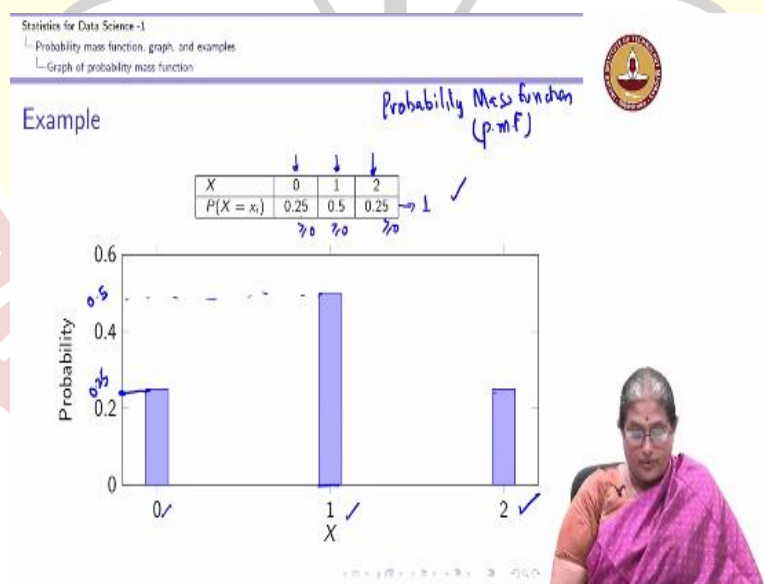 Statistics for Data Science -1
Probability mass function, graph, and examples
Graph of probability mass function
Example
Probability Mass function
(p.m.f)
X 0 1 2
P(X = xᵢ) 0.25 0.5 0.25 → 1 ✓
≥0 ≥0 ≥0
0.6
0.5
0.4
0.25
0.2
0
Probability
0 1 2
X